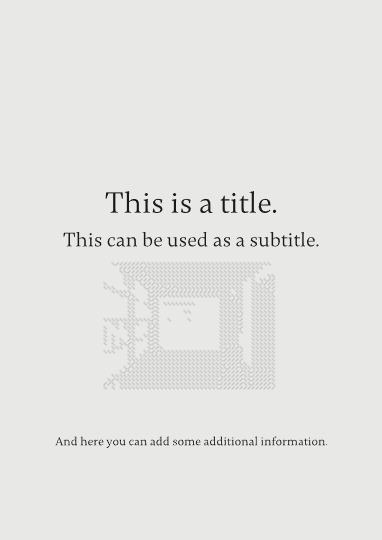 This is a title.
This can be used as a subtitle.
And here you can add some additional information.